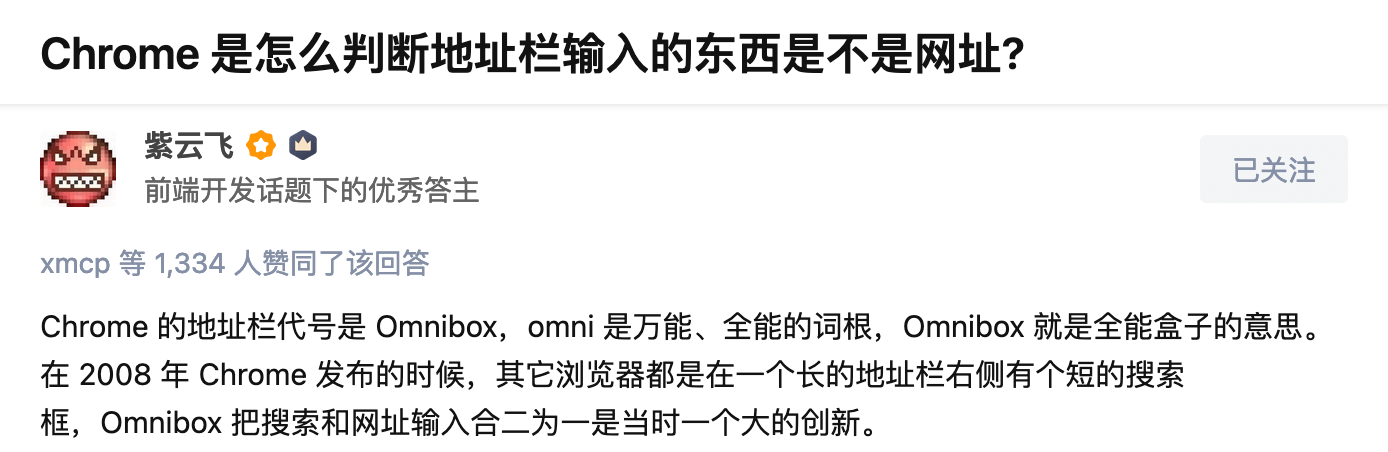 Chrome 是怎么判断地址栏输入的东西是不是网址?
紫云飞
前端开发话题下的优秀答主
已关注
xmcp 等 1,334 人赞同了该回答
Chrome 的地址栏代号是 Omnibox，omni 是万能、全能的词根，Omnibox 就是全能盒子的意思。
在 2008 年 Chrome 发布的时候，其它浏览器都是在一个长的地址栏右侧有个短的搜索
框，Omnibox 把搜索和网址输入合二为一是当时一个大的创新。